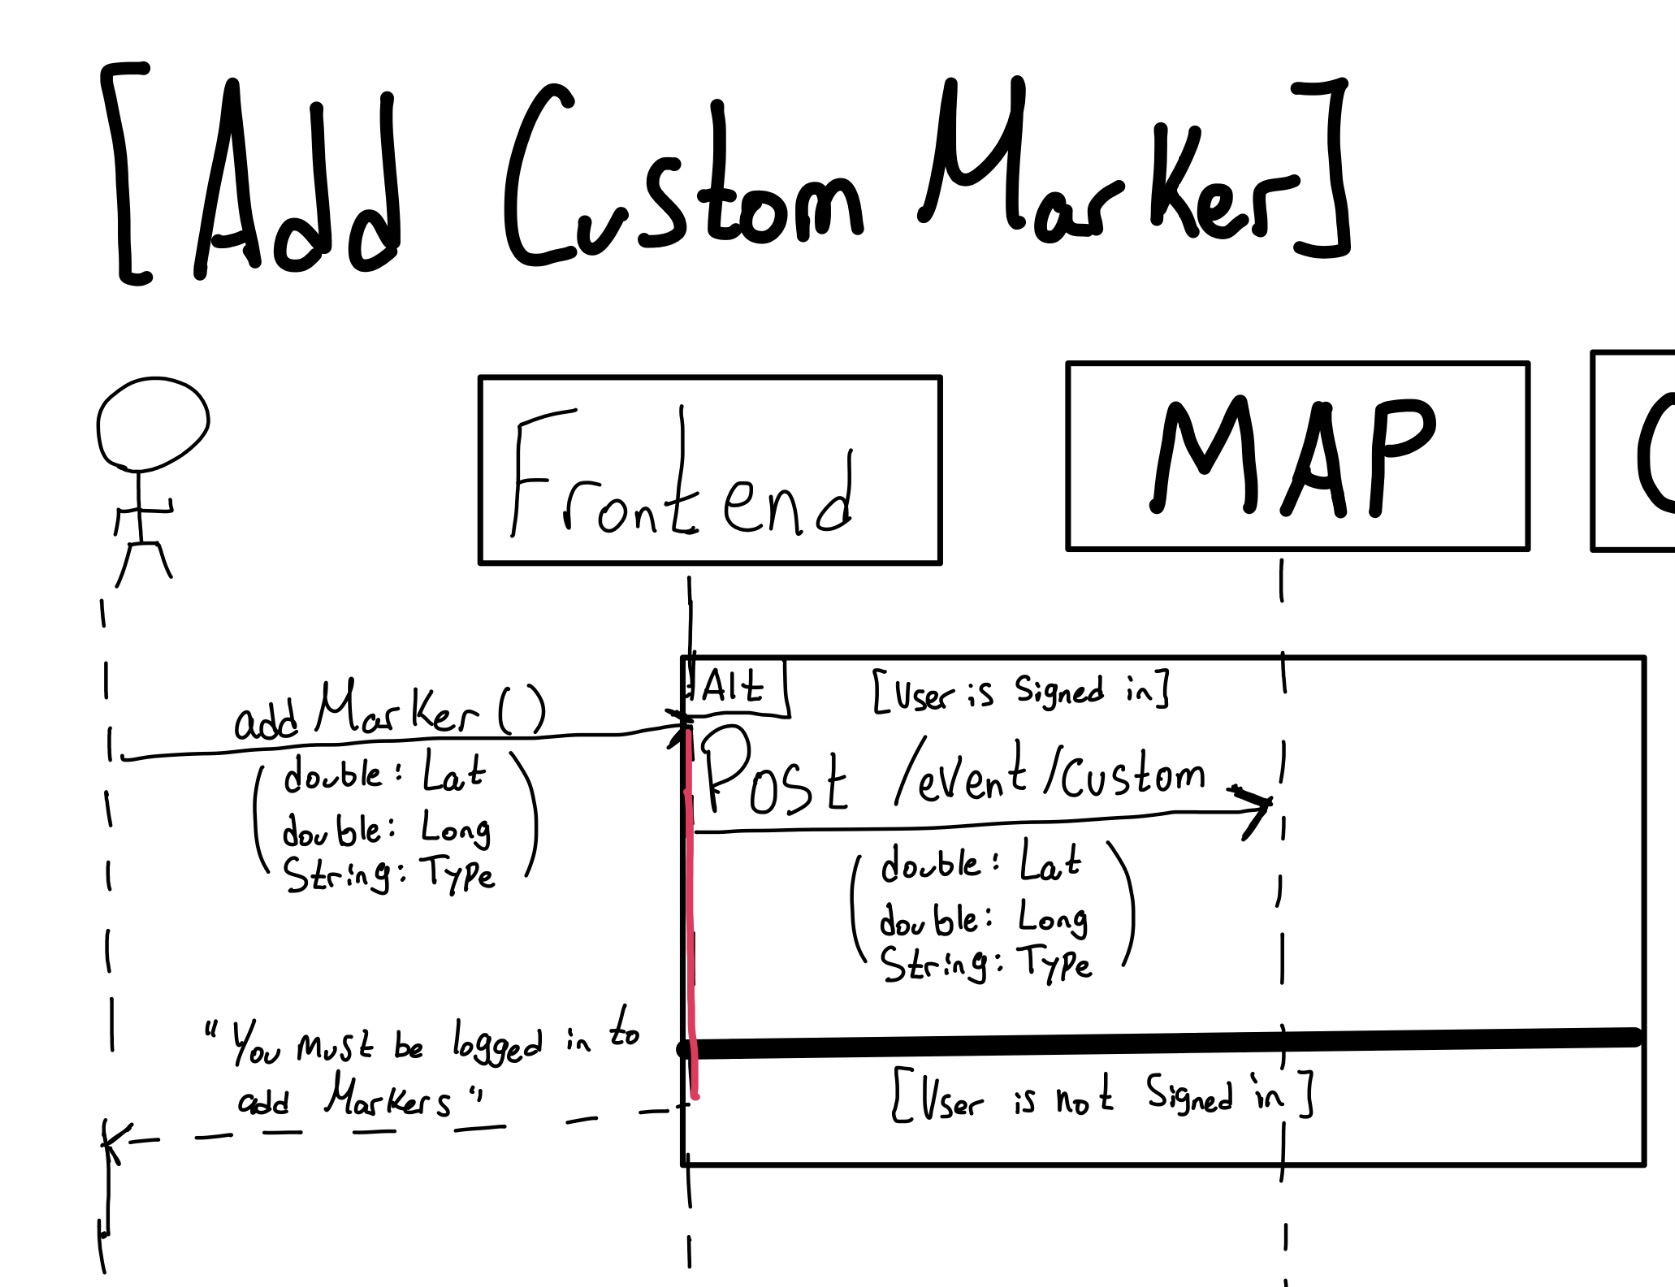 [Add Custom Marker]
Frontend
MAP
Alt
[User is Signed in]
addMarker()
(double: Lat
double: Long
String: Type)
Post /event/custom
(double: Lat
double: Long
String: Type)
"You must be logged in to
add Markers"
[User is not Signed in]